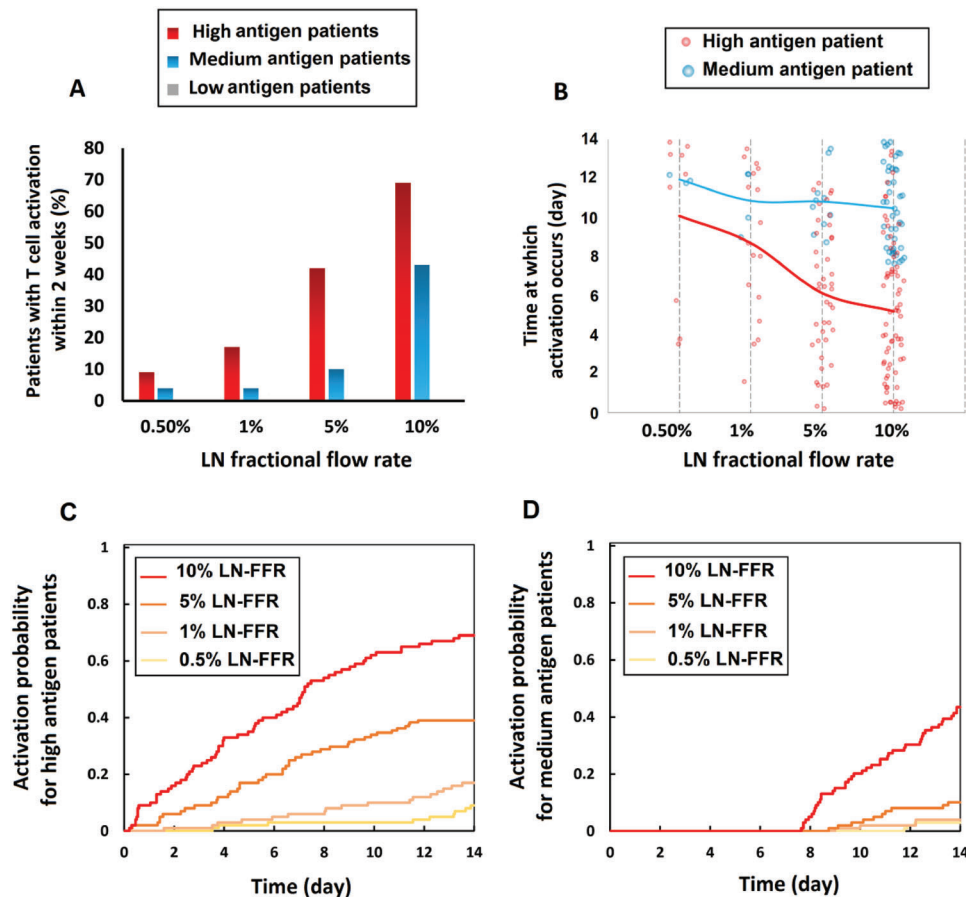 High antigen patients
Medium antigen patients
Low antigen patients
A
Patients with T cell activation
within 2 weeks (%)
80
70
60
50
40
30
20
10
0
0.50% 1% 5% 10%
LN fractional flow rate
High antigen patient
Medium antigen patient
B
Time at which
activation occurs (day)
14
12
10
8
6
4
2
0
0.50% 1% 5% 10%
LN fractional flow rate
C
Activation probability
for high antigen patients
1
0.8
0.6
0.4
0.2
0
10% LN-FFR
5% LN-FFR
1% LN-FFR
0.5% LN-FFR
0 2 4 6 8 10 12 14
Time (day)
D
Activation probability
for medium antigen patients
1
0.8
0.6
0.4
0.2
0
10% LN-FFR
5% LN-FFR
1% LN-FFR
0.5% LN-FFR
0 2 4 6 8 10 12 14
Time (day)